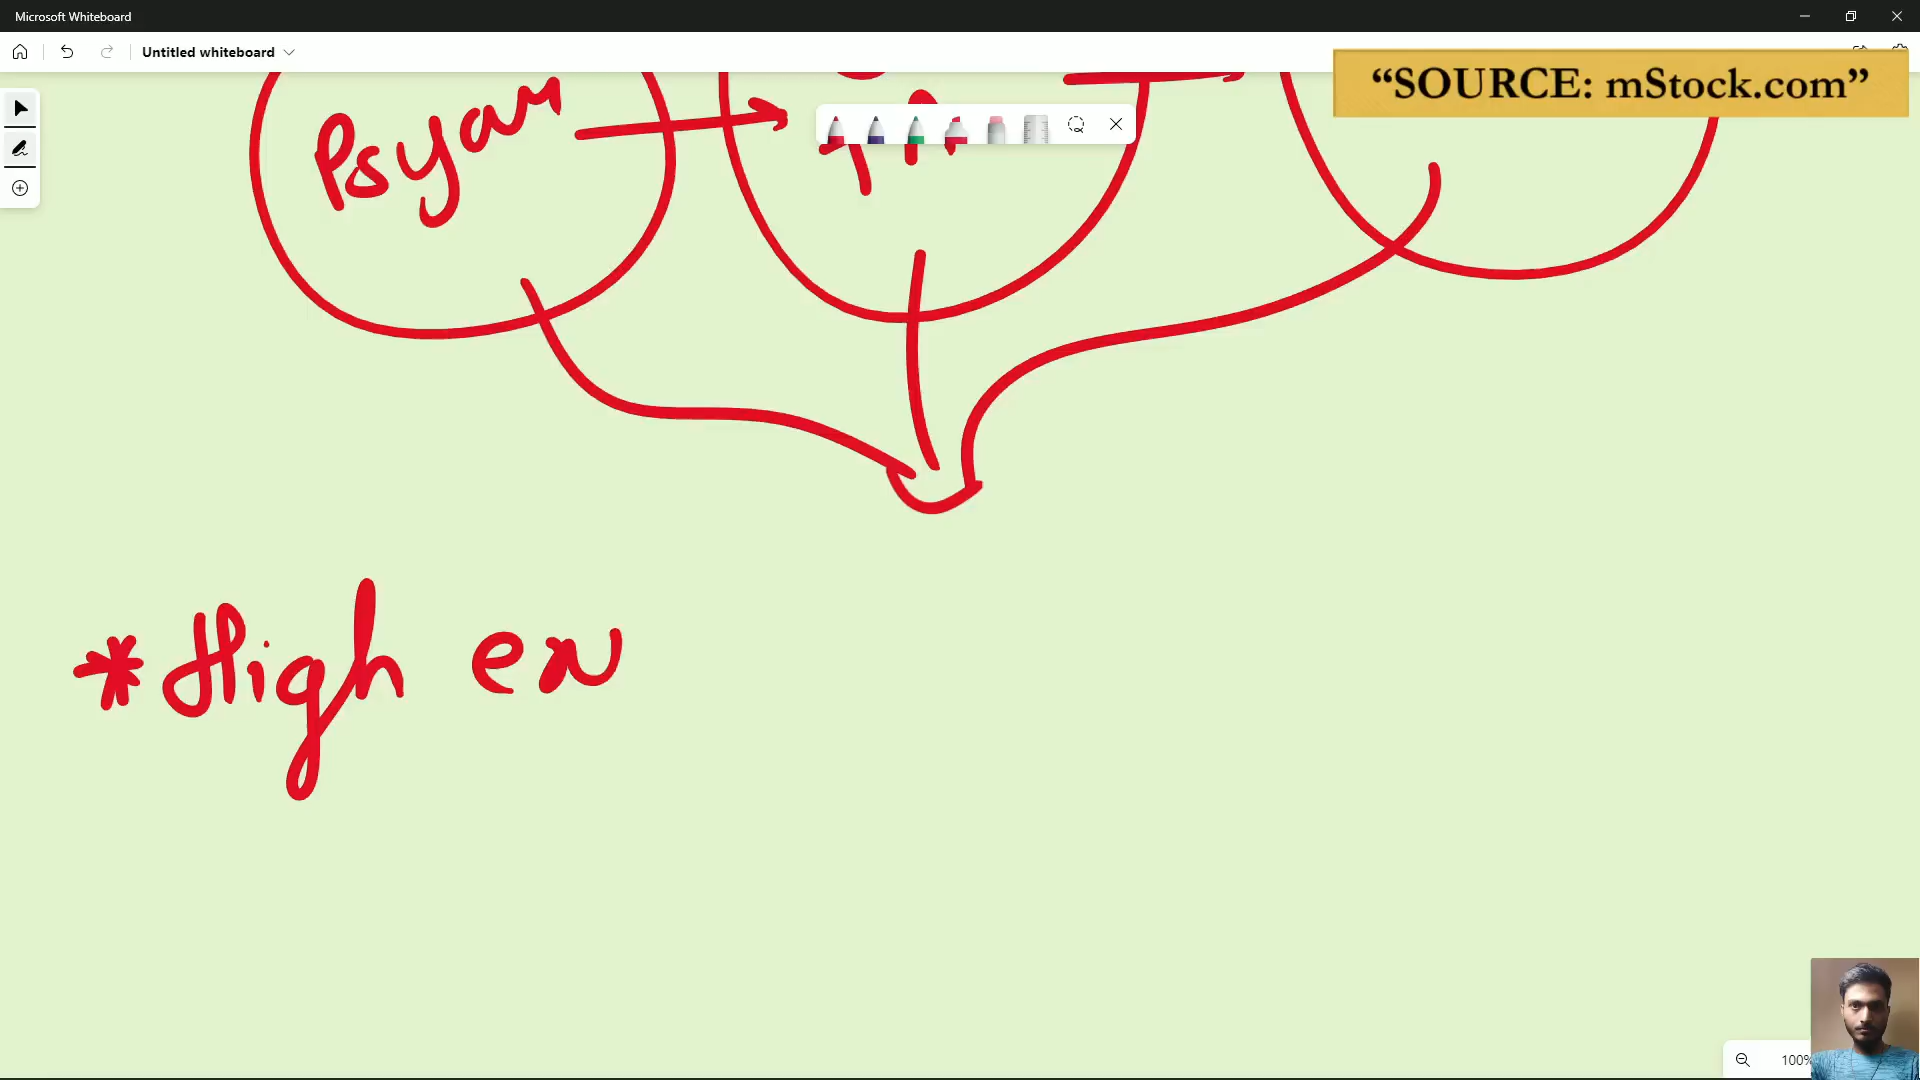 Microsoft Whiteboard
Untitled whiteboard
“SOURCE: mStock.com”
Psyam
*High ex
100%